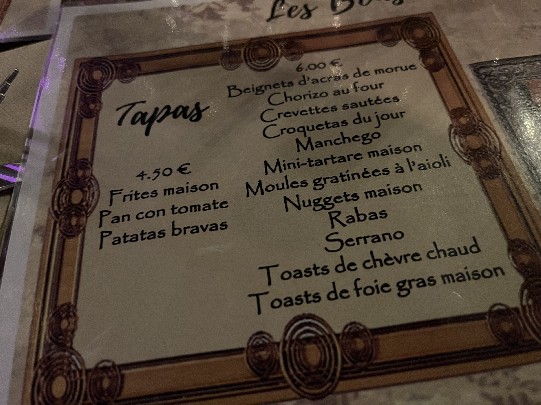 Les
Tapas
4.50 €
Frites maison
Pan con tomate
Patatas bravas
6.00 €
Beignets d'acras de morue
Chorizo au four
Crevettes sautées
Croquetas du jour
Manchego
Mini-tartare maison
Moules gratinées à l'aïoli
Nuggets maison
Rabas
Serrano
Toasts de chèvre chaud
Toasts de foie gras maison